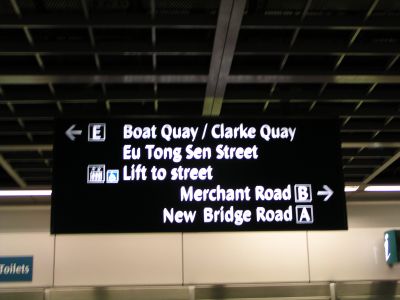 E Boat Quay / Clarke Quay
Eu Tong Sen Street
Lift to street
Merchant Road B
New Bridge Road A
Toilets
i